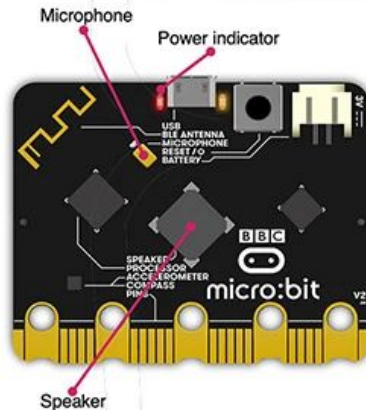 Microphone
Power indicator
3V
USB
BLE ANTENNA
MICROPHONE
RESET / ⏻
BATTERY
SPEAKER
PROCESSOR
ACCELEROMETER
COMPASS
PINS
BBC
micro:bit
V2
Speaker